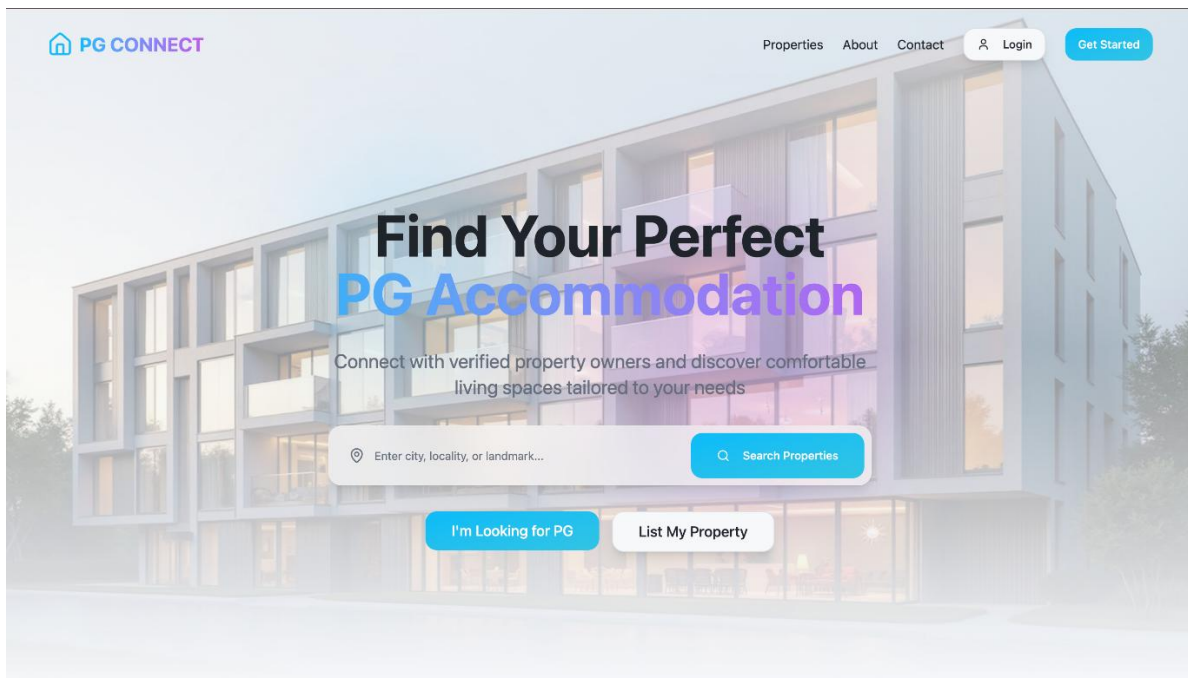 PG CONNECT
Properties About Contact Login Get Started
Find Your Perfect
PG Accommodation
Connect with verified property owners and discover comfortable
living spaces tailored to your needs
Enter city, locality, or landmark... Search Properties
I'm Looking for PG List My Property